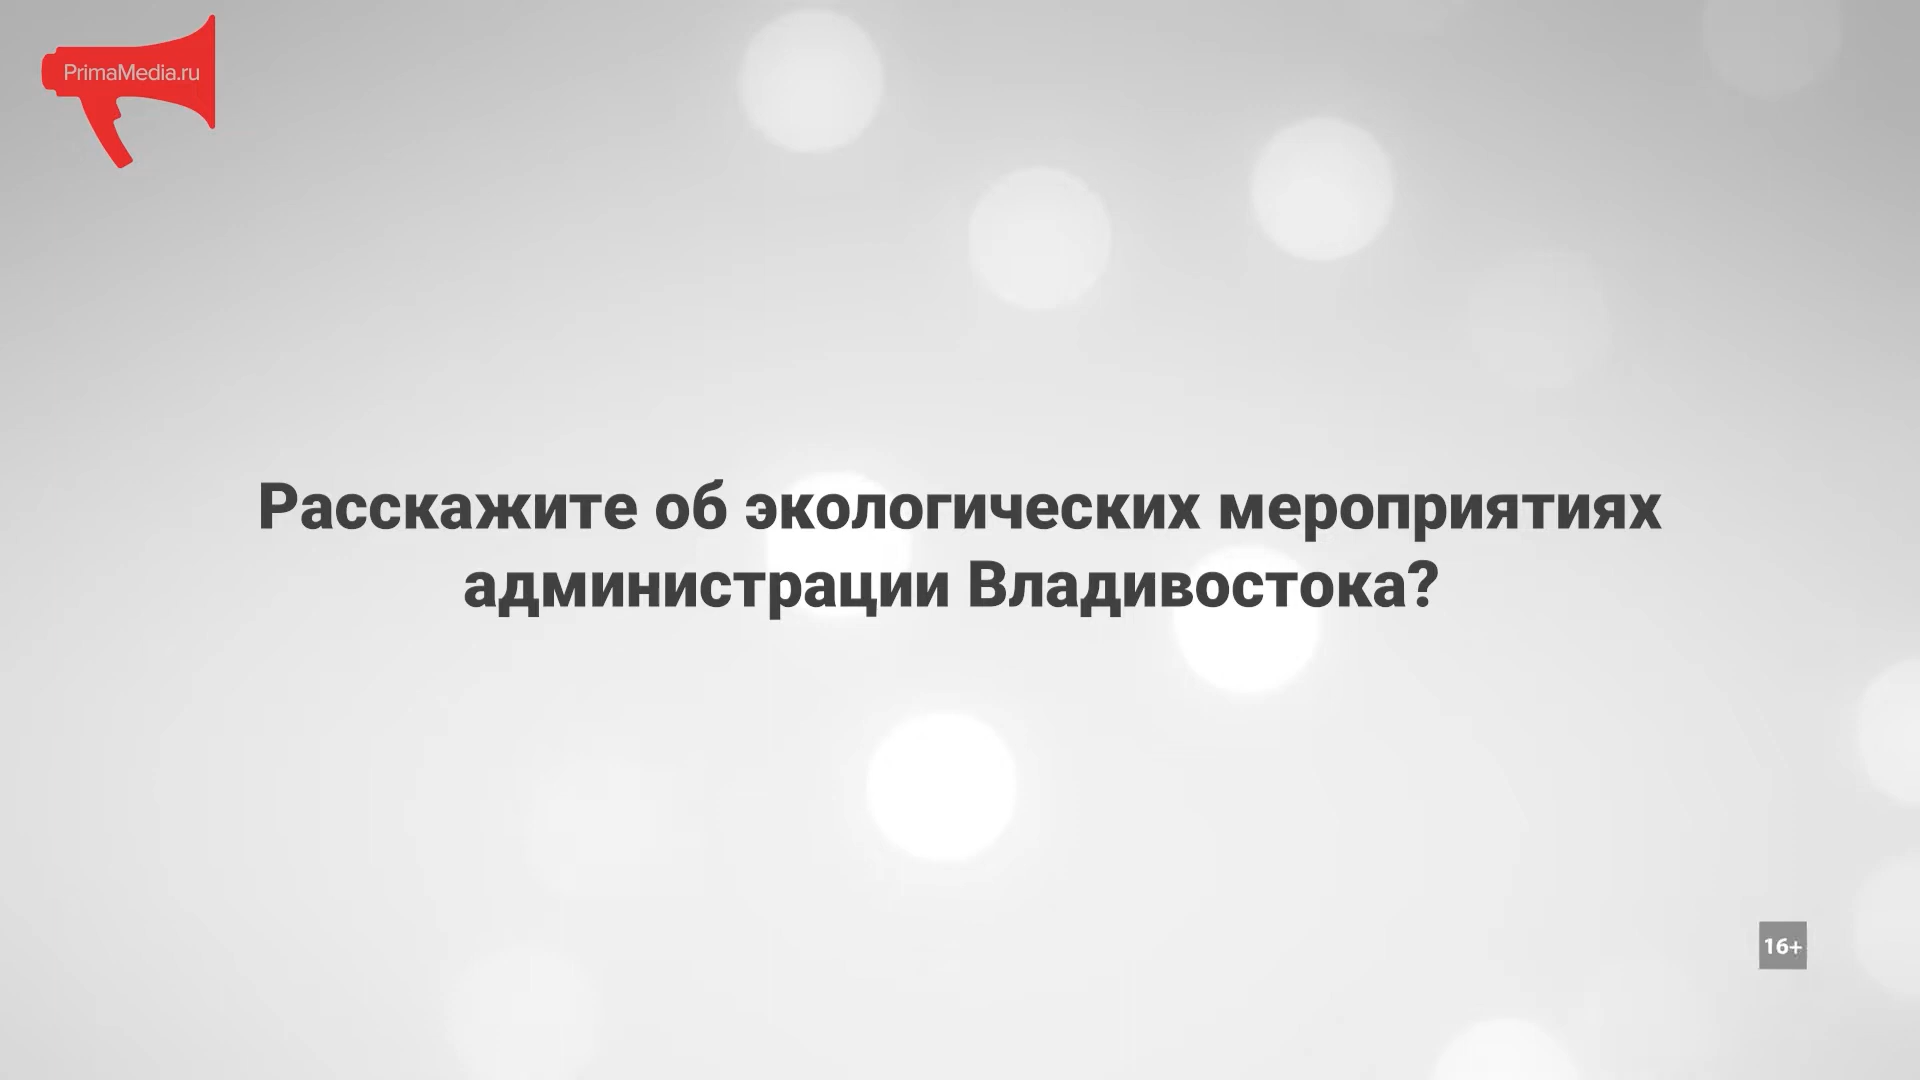 PrimaMedia.ru
Расскажите об экологических мероприятиях
администрации Владивостока?
16+